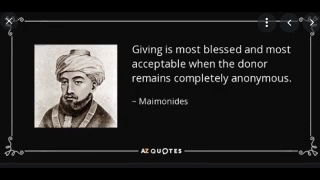 Giving is most blessed and most
acceptable when the donor
remains completely anonymous.
~ Maimonides
AZ QUOTES